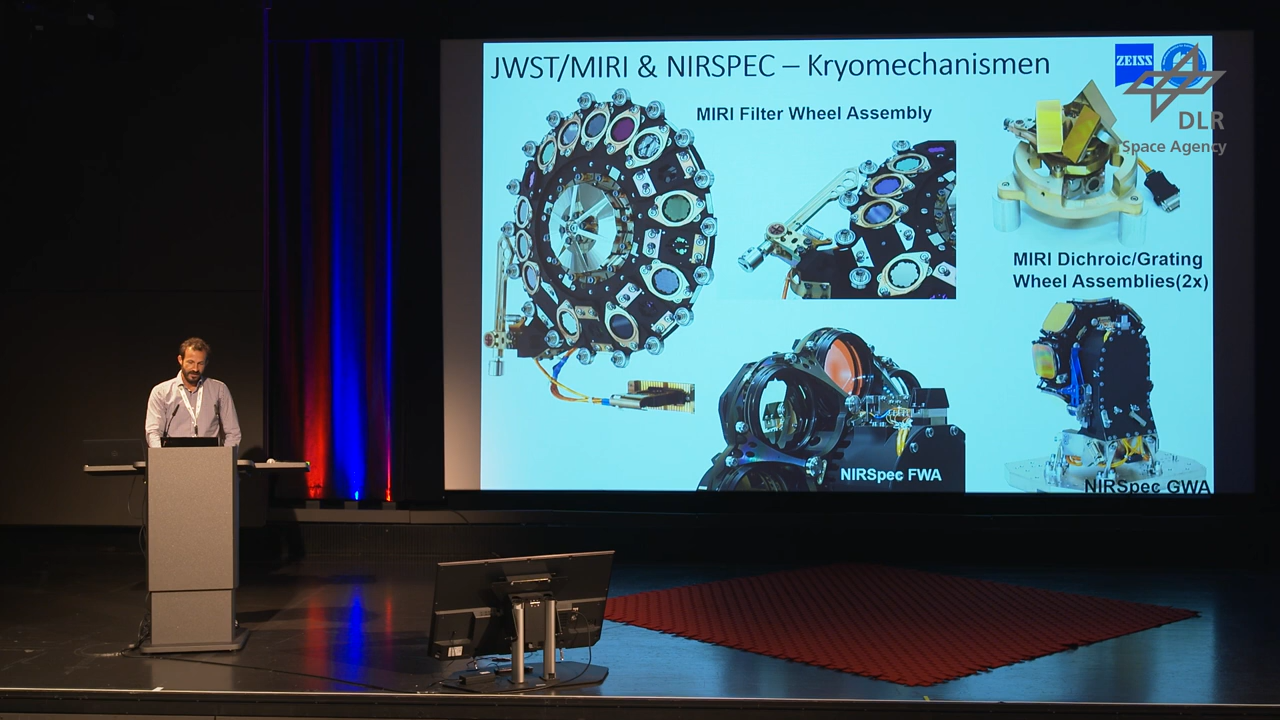 JWST/MIRI & NIRSPEC – Kryomechanismen
ZEISS
DLR
Space Agency
MIRI Filter Wheel Assembly
MIRI Dichroic/Grating
Wheel Assemblies(2x)
NIRSpec FWA
NIRSpec GWA